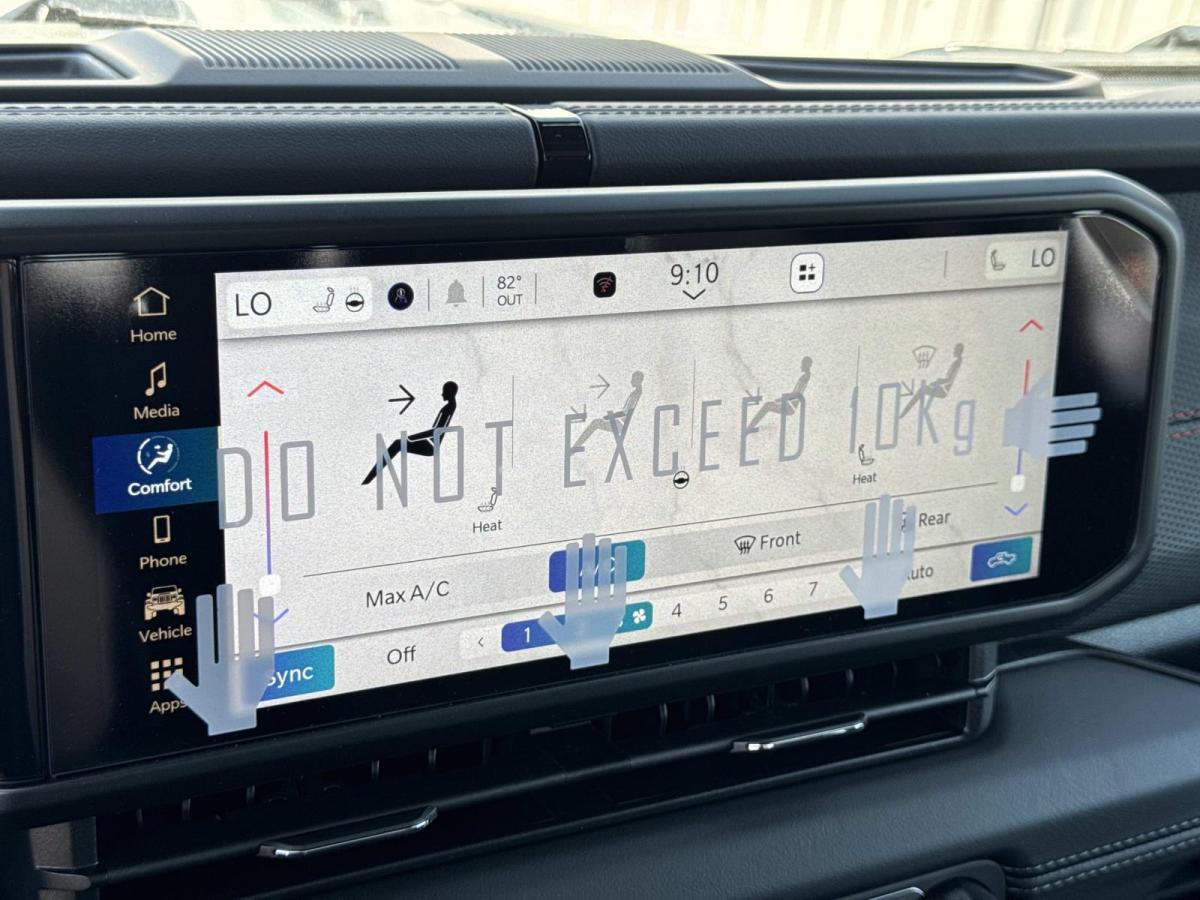 LO
82°
OUT
9:10
LO
Home
Media
Comfort
Phone
Vehicle
Apps
DO NOT EXCEED 10Kg
Heat
Heat
Max A/C
Front
Rear
Sync
Off
< 1
4 5 6 7